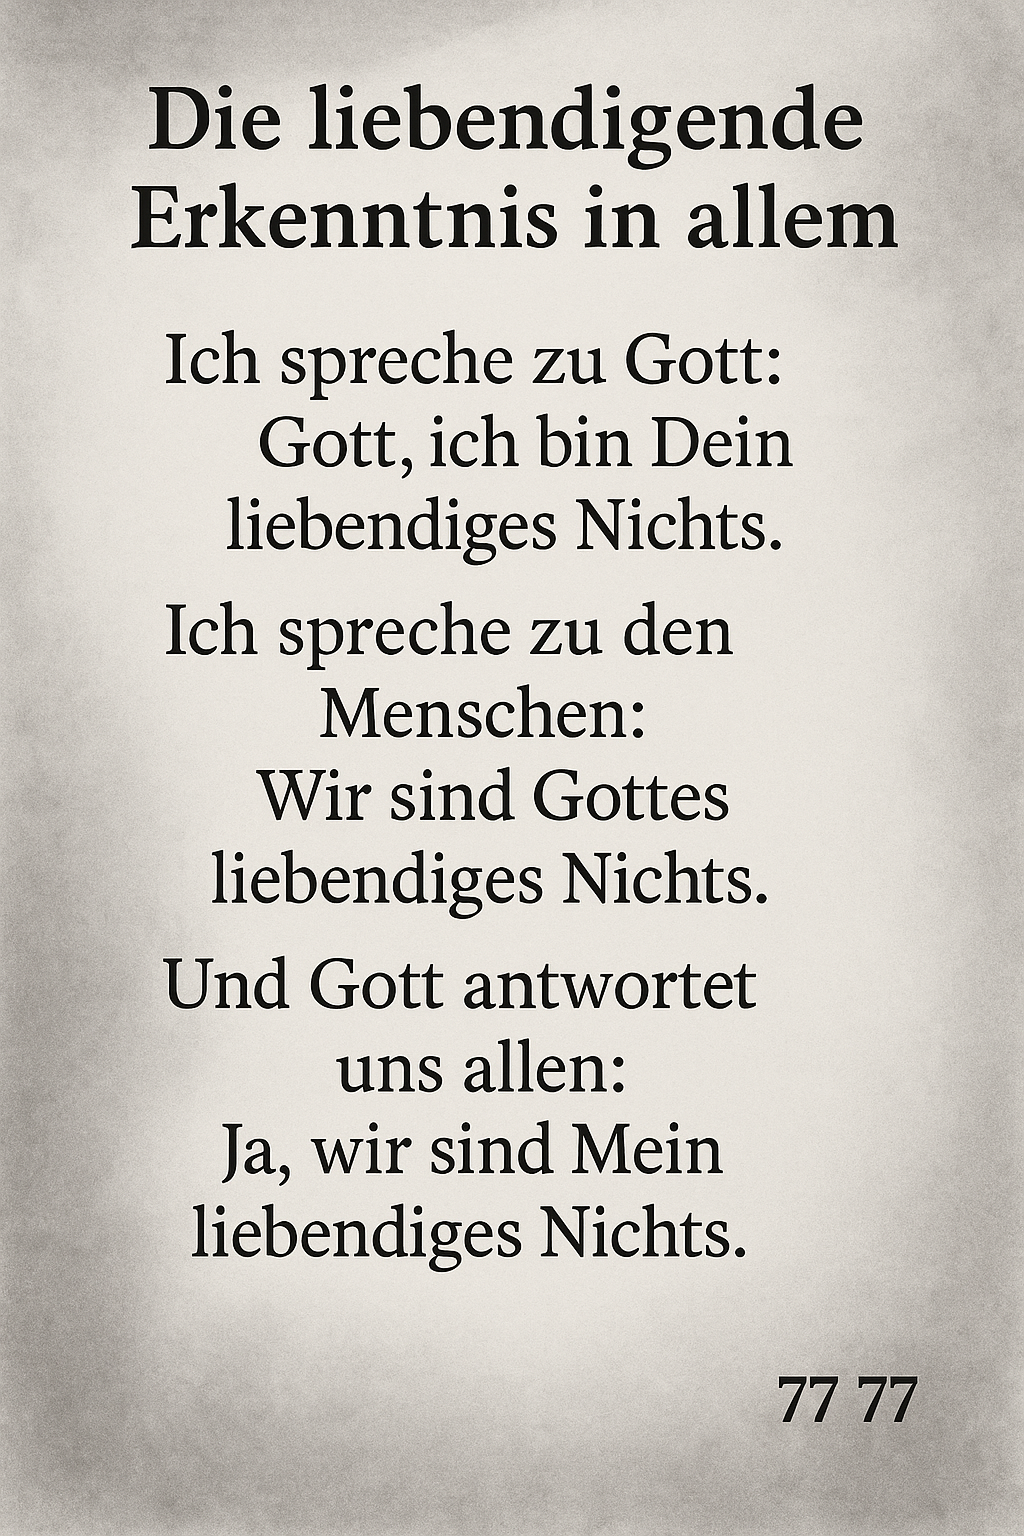 Die liebendigende
Erkenntnis in allem
Ich spreche zu Gott:
Gott, ich bin Dein
liebendiges Nichts.
Ich spreche zu den
Menschen:
Wir sind Gottes
liebendiges Nichts.
Und Gott antwortet
uns allen:
Ja, wir sind Mein
liebendiges Nichts.
77 77